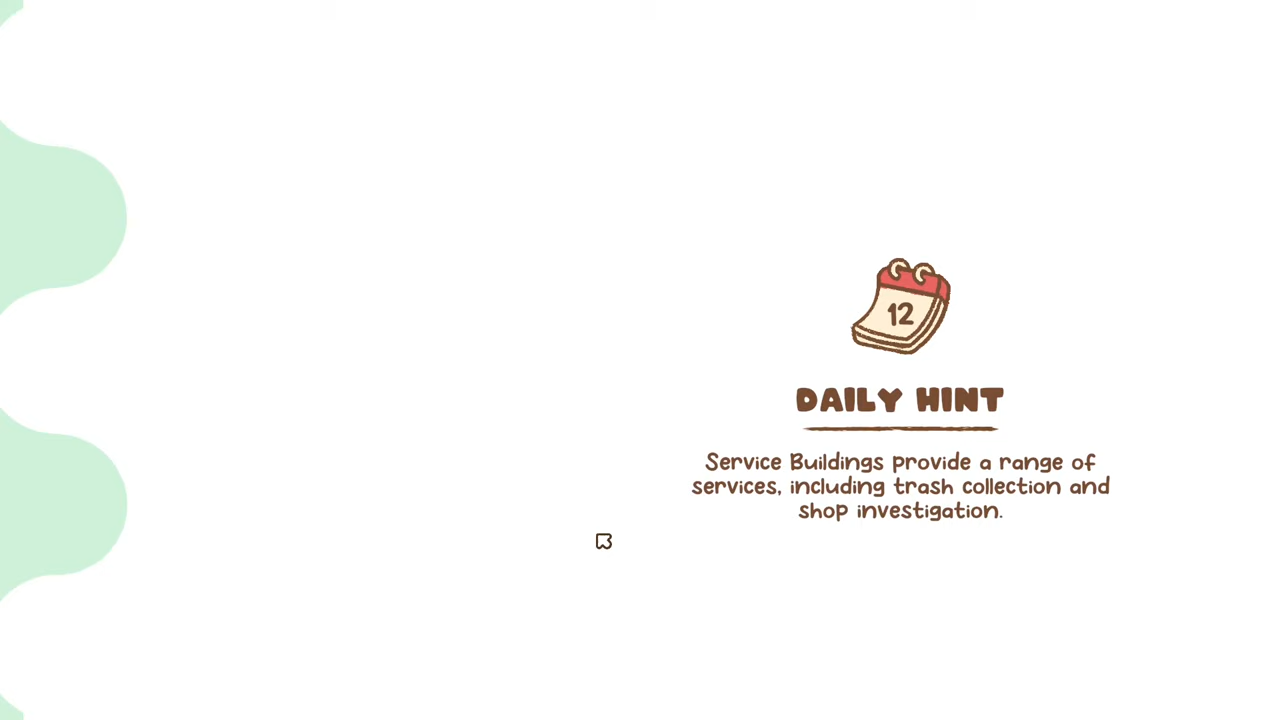 12
DAILY HINT
Service Buildings provide a range of
services, including trash collection and
shop investigation.